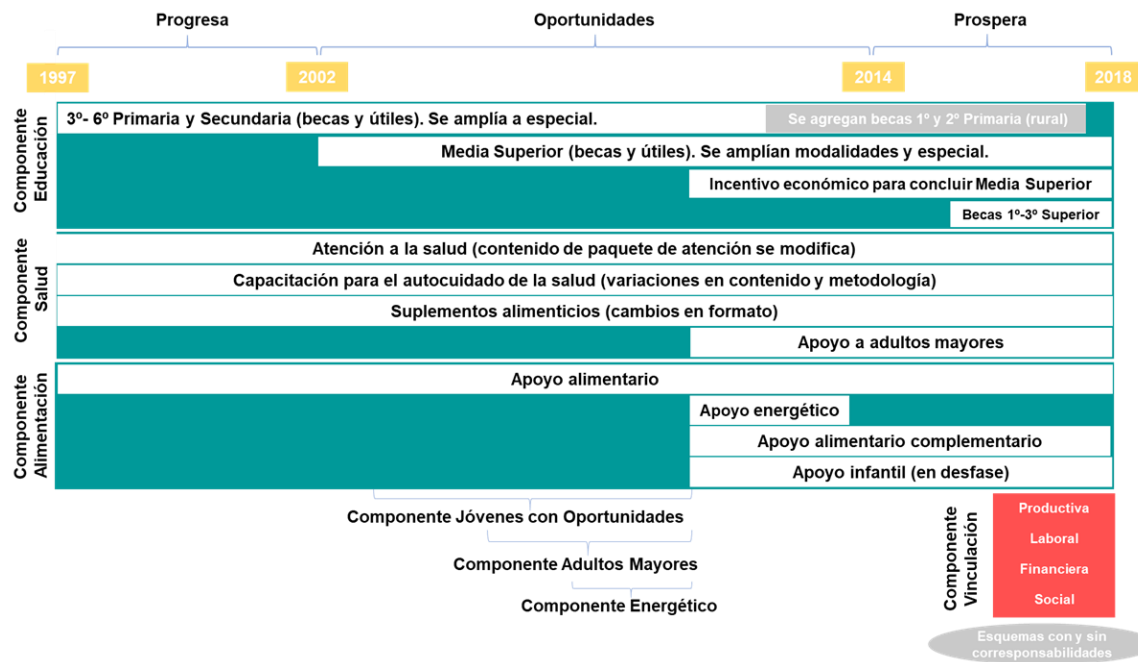 Progresa
Oportunidades
Prospera
1997
2002
2014
2018
Componente
Educación
3º- 6º Primaria y Secundaria (becas y útiles). Se amplía a especial.
Se agregan becas 1º y 2º Primaria (rural)
Media Superior (becas y útiles). Se amplían modalidades y especial.
Incentivo económico para concluir Media Superior
Becas 1º-3º Superior
Componente
Salud
Atención a la salud (contenido de paquete de atención se modifica)
Capacitación para el autocuidado de la salud (variaciones en contenido y metodología)
Suplementos alimenticios (cambios en formato)
Apoyo a adultos mayores
Componente
Alimentación
Apoyo alimentario
Apoyo energético
Apoyo alimentario complementario
Apoyo infantil (en desfase)
Componente Jóvenes con Oportunidades
Componente Adultos Mayores
Componente Energético
Componente
Vinculación
Productiva
Laboral
Financiera
Social
Esquemas con y sin
corresponsabilidades